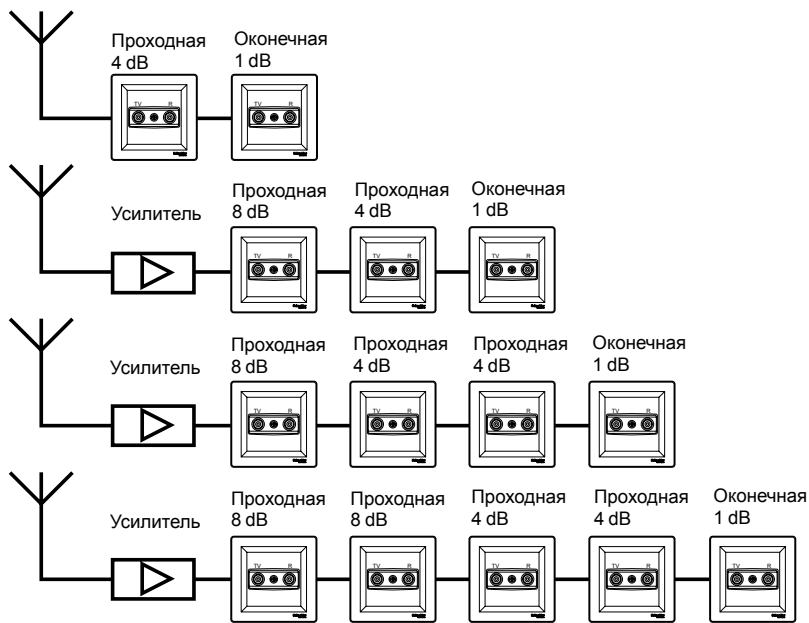 Проходная Оконечная
4 dB 1 dB
TV R TV R
Проходная Проходная Оконечная
Усилитель 8 dB 4 dB 1 dB
TV R TV R TV R
Проходная Проходная Проходная Оконечная
Усилитель 8 dB 4 dB 4 dB 1 dB
TV R TV R TV R TV R
Проходная Проходная Проходная Проходная Оконечная
Усилитель 8 dB 8 dB 4 dB 4 dB 1 dB
TV R TV R TV R TV R TV R